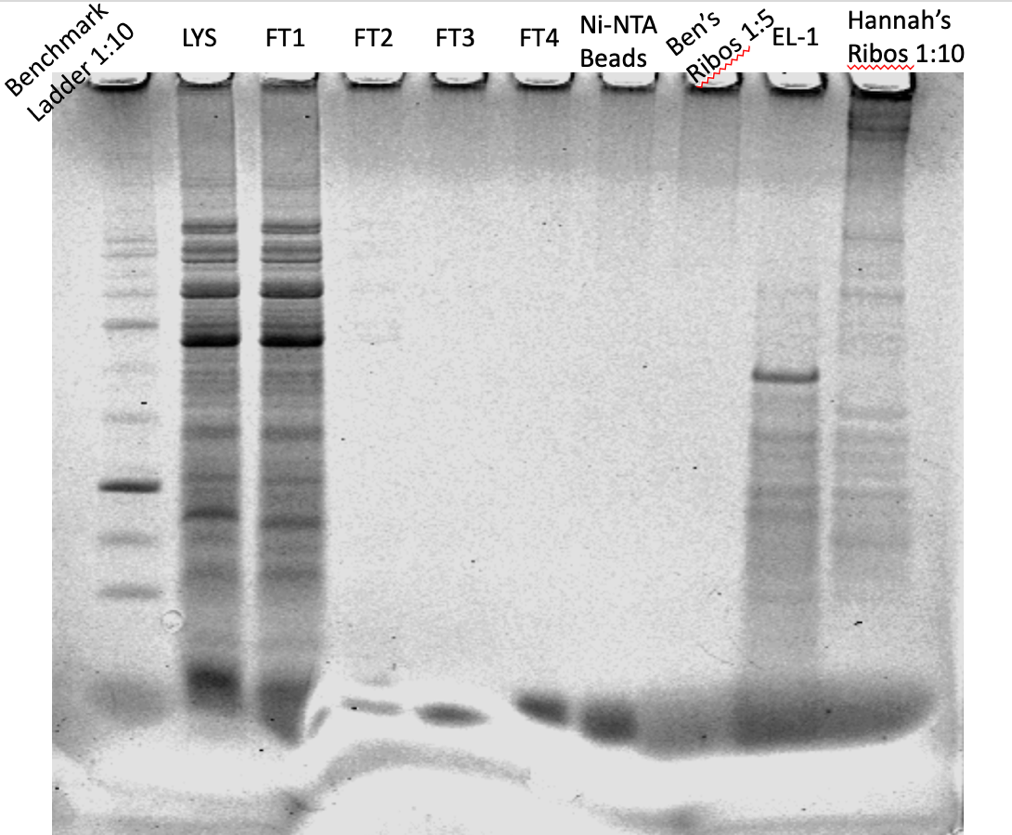 Benchmark
Ladder 1:10
LYS
FT1
FT2
FT3
FT4
Ni-NTA
Beads
Ben's
Ribos 1:5
EL-1
Hannah's
Ribos 1:10